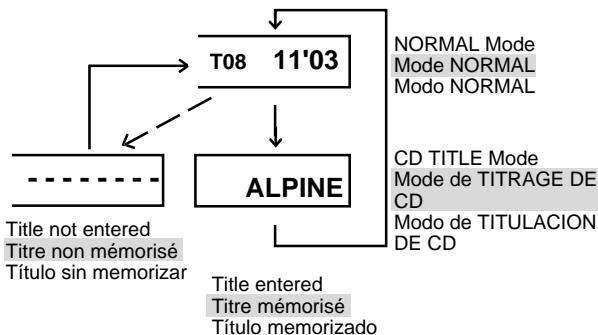 T08 11'03
NORMAL Mode
Mode NORMAL
Modo NORMAL
- - - - - - - - -
ALPINE
CD TITLE Mode
Mode de TITRAGE DE
CD
Modo de TITULACION
DE CD
Title not entered
Titre non mémorisé
Título sin memorizar
Title entered
Titre mémorisé
Título memorizado